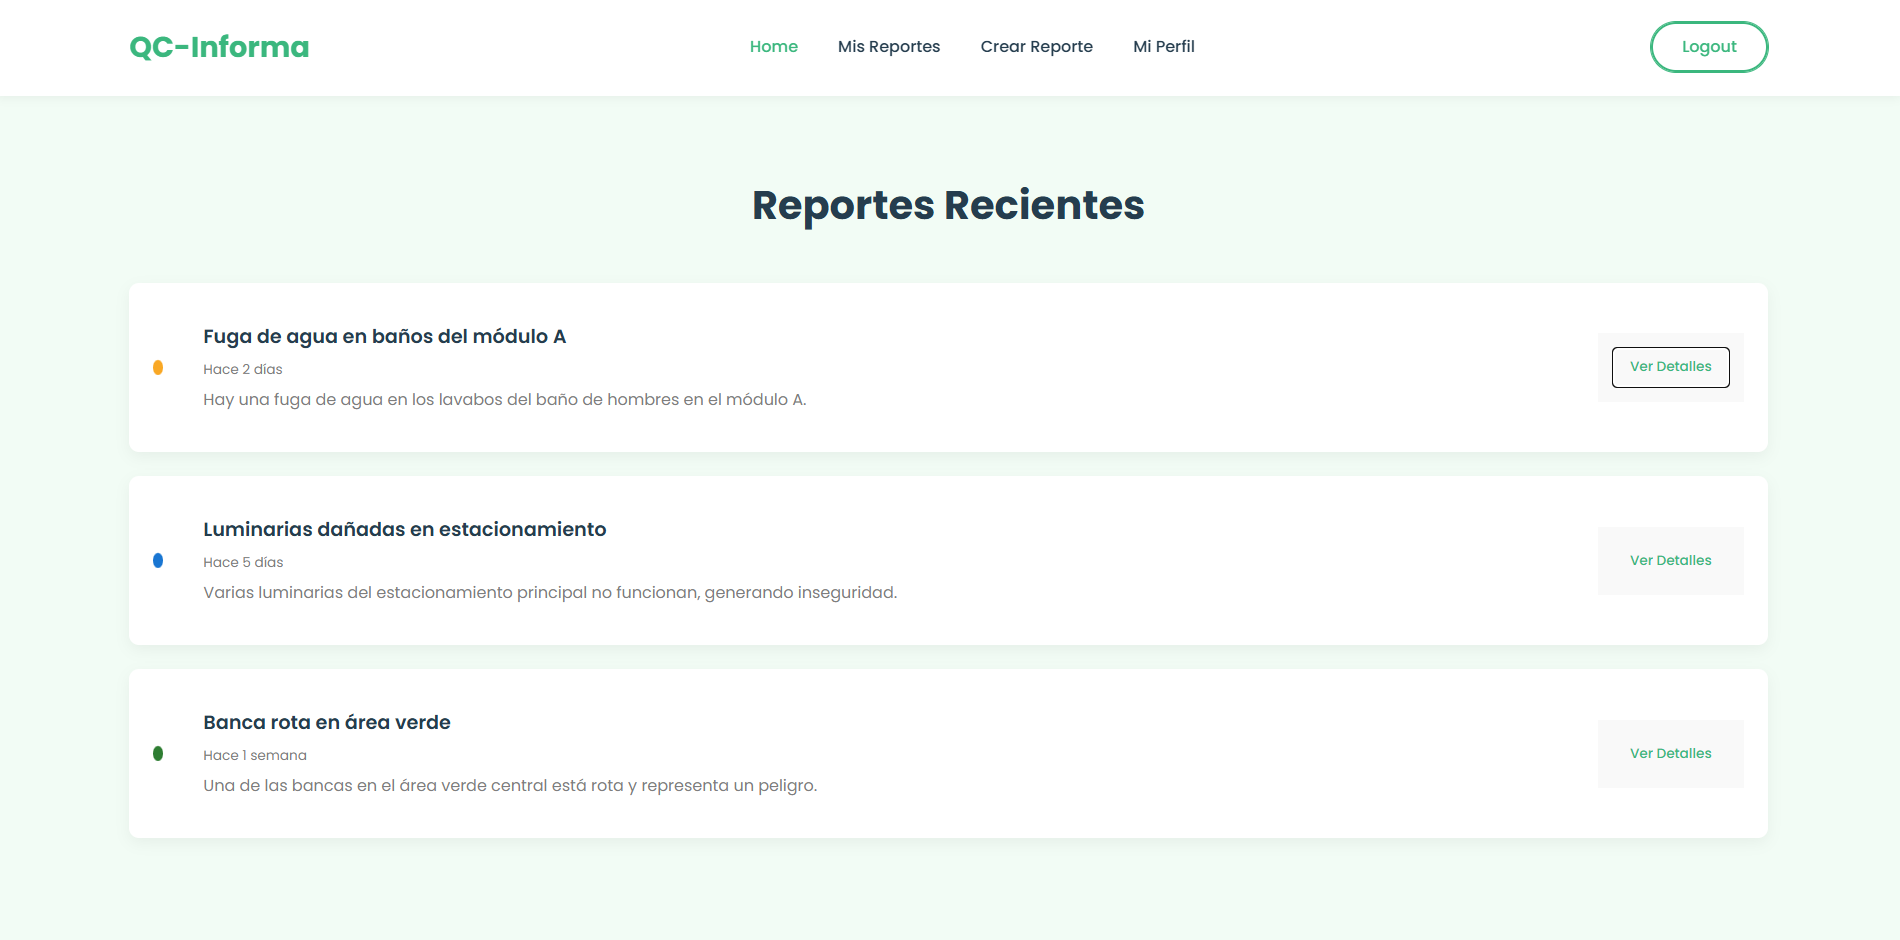 QC-Informa
Home
Mis Reportes
Crear Reporte
Mi Perfil
Logout
Reportes Recientes
Fuga de agua en baños del módulo A
Hace 2 días
Hay una fuga de agua en los lavabos del baño de hombres en el módulo A.
Ver Detalles
Luminarias dañadas en estacionamiento
Hace 5 días
Varias luminarias del estacionamiento principal no funcionan, generando inseguridad.
Ver Detalles
Banca rota en área verde
Hace 1 semana
Una de las bancas en el área verde central está rota y representa un peligro.
Ver Detalles